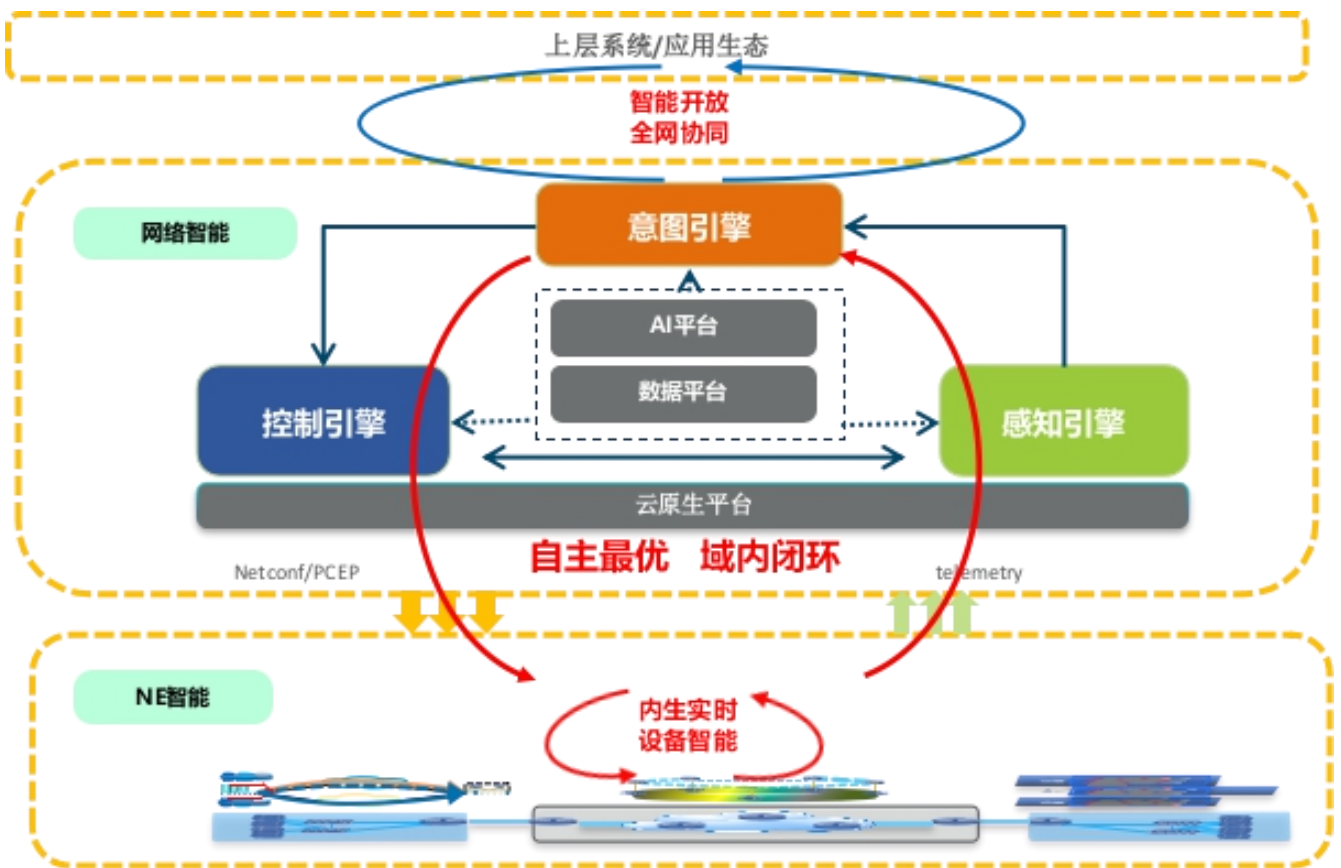 上层系统/应用生态
智能开放
全网协同
网络智能
意图引擎
AI平台
数据平台
控制引擎
感知引擎
云原生平台
自主最优 域内闭环
Netconf/PCEP
telemetry
NE智能
内生实时
设备智能